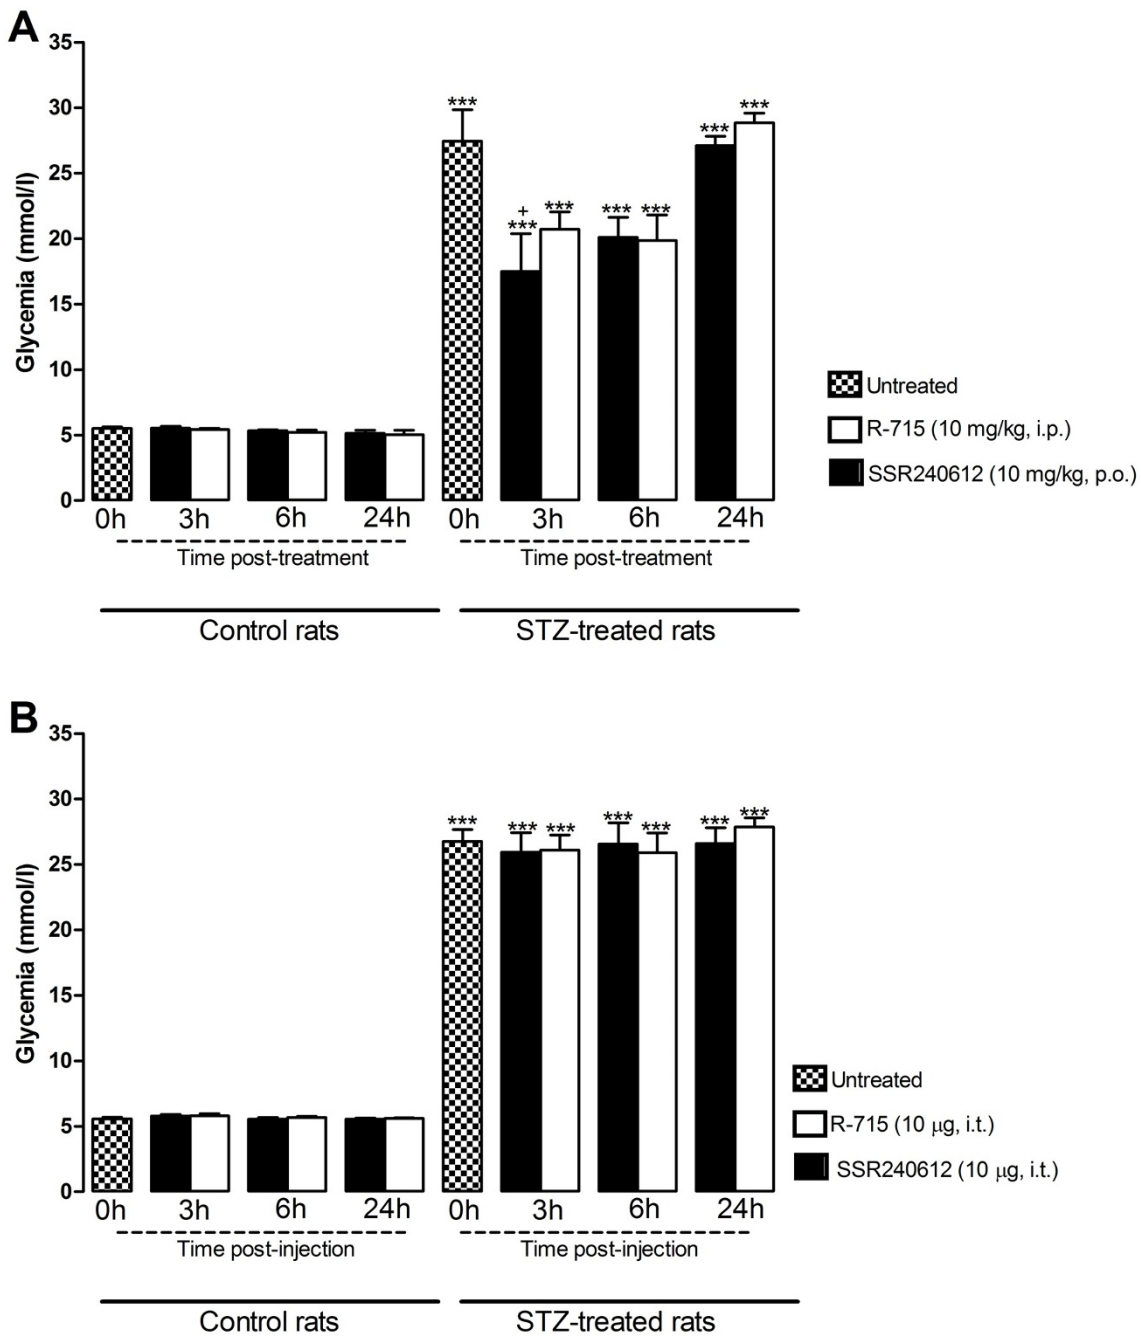 A
35
30
25
20
15
10
5
0
Glycemia (mmol/l)
***
+
***
***
***
***
***
***
0h 3h 6h 24h 0h 3h 6h 24h
Time post-treatment Time post-treatment
Control rats STZ-treated rats
Untreated
R-715 (10 mg/kg, i.p.)
SSR240612 (10 mg/kg, p.o.)
B
35
30
25
20
15
10
5
0
Glycemia (mmol/l)
***
***
***
***
***
***
***
0h 3h 6h 24h 0h 3h 6h 24h
Time post-injection Time post-injection
Control rats STZ-treated rats
Untreated
R-715 (10 μg, i.t.)
SSR240612 (10 μg, i.t.)